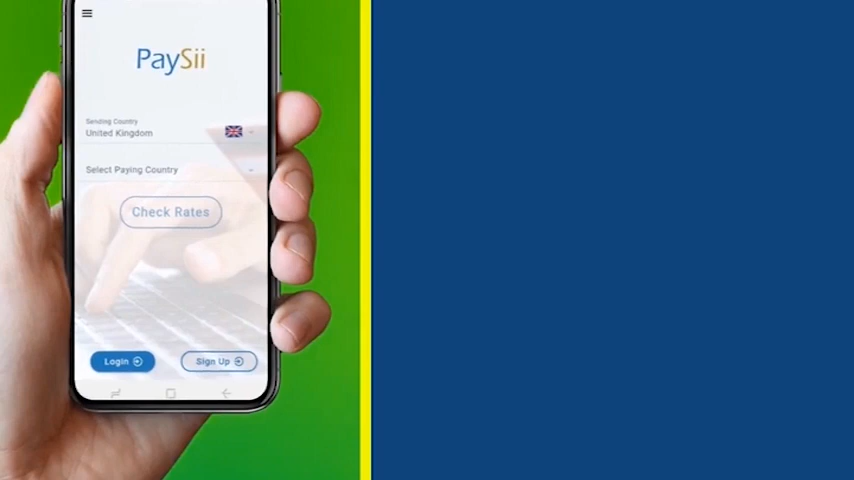 PaySii
Sending Country
United Kingdom
Select Paying Country
Check Rates
Login
Sign Up